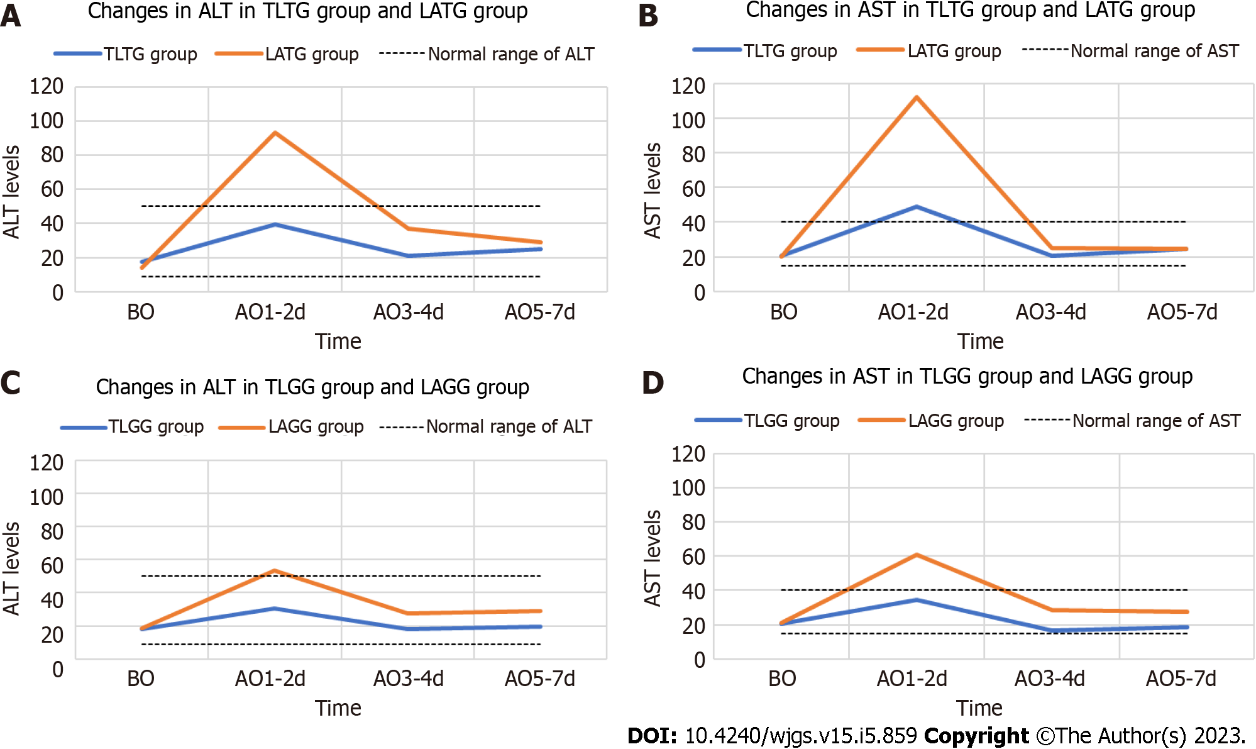 A Changes in ALT in TLTG group and LATG group
TLTG group LATG group Normal range of ALT
120
100
80
60
40
20
0
ALT levels
BO AO1-2d AO3-4d AO5-7d
Time
B Changes in AST in TLTG group and LATG group
TLTG group LATG group Normal range of AST
120
100
80
60
40
20
0
AST levels
BO AO1-2d AO3-4d AO5-7d
Time
C Changes in ALT in TLGG group and LAGG group
TLGG group LAGG group Normal range of ALT
120
100
80
60
40
20
0
ALT levels
BO AO1-2d AO3-4d AO5-7d
Time
D Changes in AST in TLGG group and LAGG group
TLGG group LAGG group Normal range of AST
120
100
80
60
40
20
0
AST levels
BO AO1-2d AO3-4d AO5-7d
Time
DOI: 10.4240/wjgs.v15.i5.859 Copyright ©The Author(s) 2023.